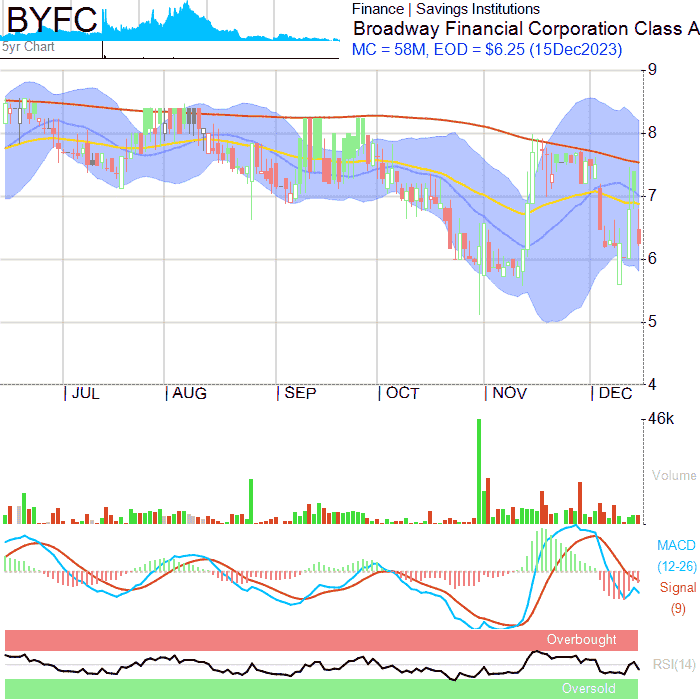 BYFC
5yr Chart
Finance | Savings Institutions
Broadway Financial Corporation Class A
MC = 58M, EOD = $6.25 (15Dec2023)
9
8
7
6
5
4
JUL AUG SEP OCT NOV DEC
46k
Volume
MACD
(12-26)
Signal
(9)
Overbought
RSI(14)
Oversold